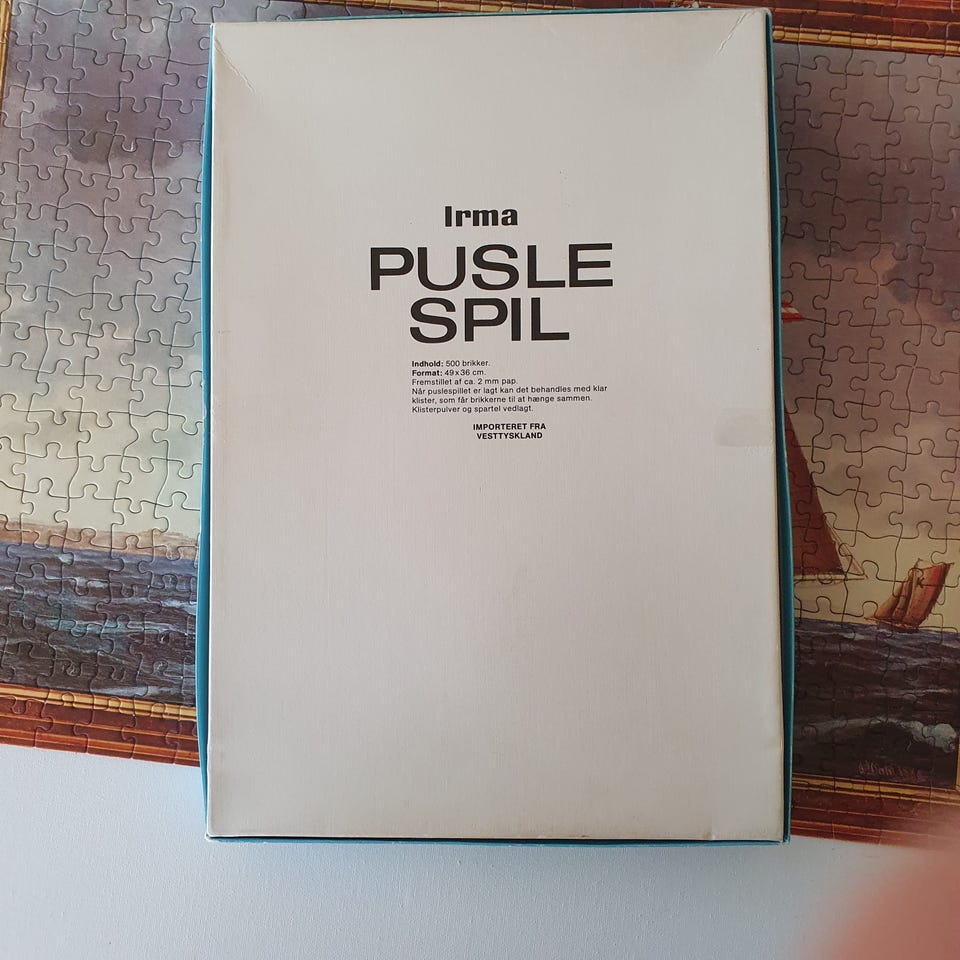 Irma
PUSLE
SPIL
Indhold: 500 brikker.
Format: 49x36 cm.
Fremstillet af ca. 2 mm pap.
Når puslespillet er lagt kan det behandles med klar
klister, som får brikkerne til at hænge sammen.
Klisterpulver og spartel vedlagt.
IMPORTERET FRA
VESTTYSKLAND